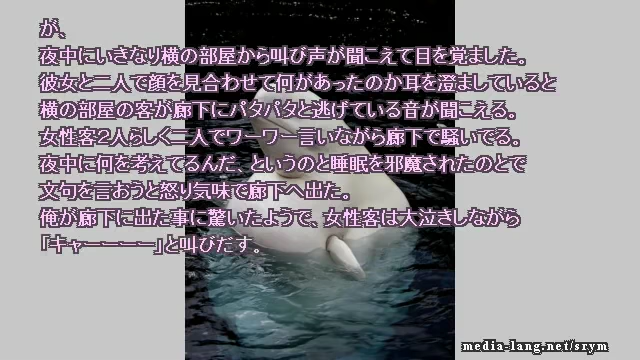 が、
夜中にいきなり横の部屋から叫び声が聞こえて目を覚ました。
彼女と二人で顔を見合わせて何があったのか耳を澄ましていると
横の部屋の客が廊下にパタパタと逃げている音が聞こえる。
女性客２人らしく二人でワーワー言いながら廊下で騒いでる。
夜中に何を考えてるんだ、というのと睡眠を邪魔されたのとで
文句を言おうと怒り気味で廊下へ出た。
俺が廊下に出た事に驚いたようで、女性客は大泣きしながら
「キャーーーー」と叫びだす。
media-lang.net/srym